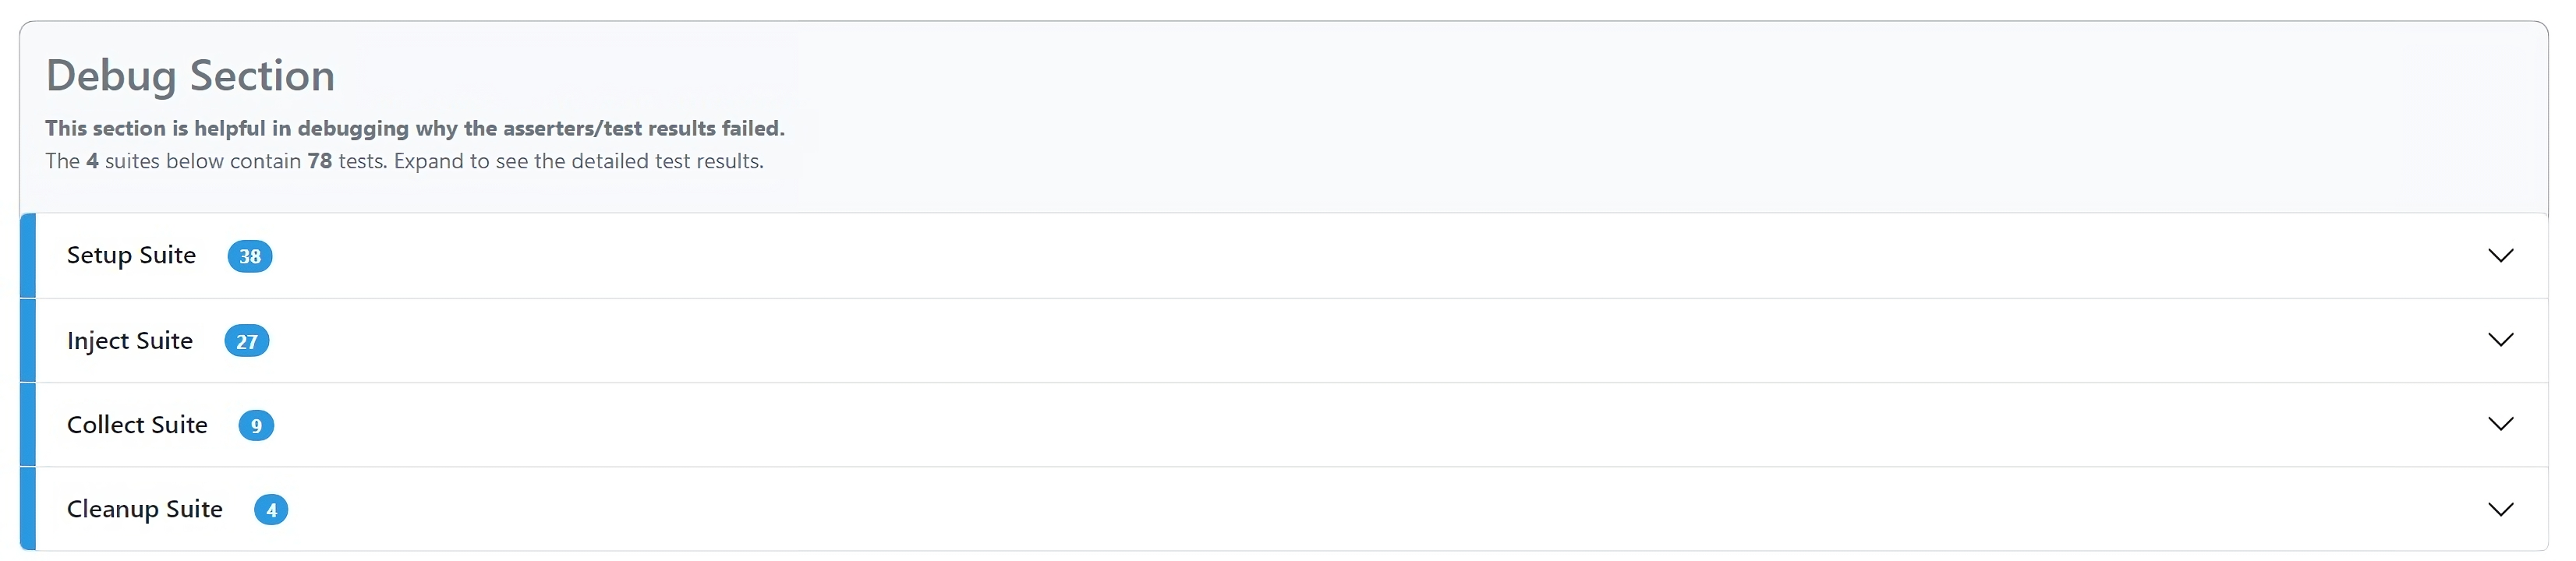 Debug Section
This section is helpful in debugging why the asserters/test results failed.
The 4 suites below contain 78 tests. Expand to see the detailed test results.
Setup Suite 38
Inject Suite 27
Collect Suite 9
Cleanup Suite 4